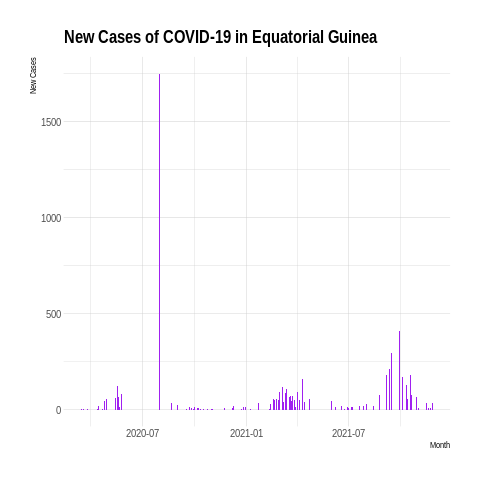 New Cases of COVID-19 in Equatorial Guinea
New Cases
1500
1000
500
0
2020-07 2021-01 2021-07
Month